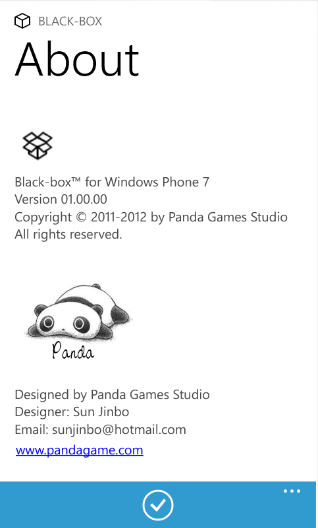 BLACK-BOX
About
Black-box™ for Windows Phone 7
Version 01.00.00
Copyright © 2011-2012 by Panda Games Studio
All rights reserved.
Panda
Designed by Panda Games Studio
Designer: Sun Jinbo
Email: sunjinbo@hotmail.com
www.pandagame.com